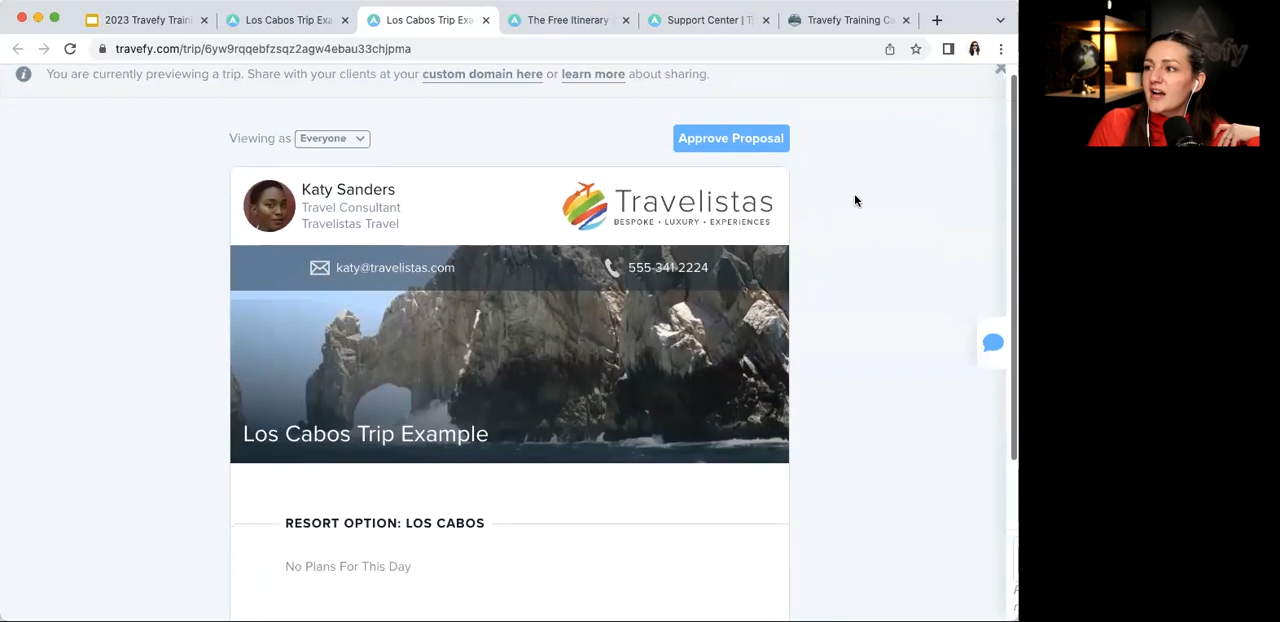 2023 Travefy Traini
Los Cabos Trip Exa
Los Cabos Trip Exa
The Free Itinerary
Support Center | T
Travefy Training Ca
travefy.com/trip/6yw9rqqebfzsqz2agw4ebau33chjpma
You are currently previewing a trip. Share with your clients at your custom domain here or learn more about sharing.
Viewing as Everyone
Approve Proposal
Katy Sanders
Travel Consultant
Travelistas Travel
Travelistas
BESPOKE • LUXURY • EXPERIENCES
katy@travelistas.com
555-341-2224
Los Cabos Trip Example
RESORT OPTION: LOS CABOS
No Plans For This Day